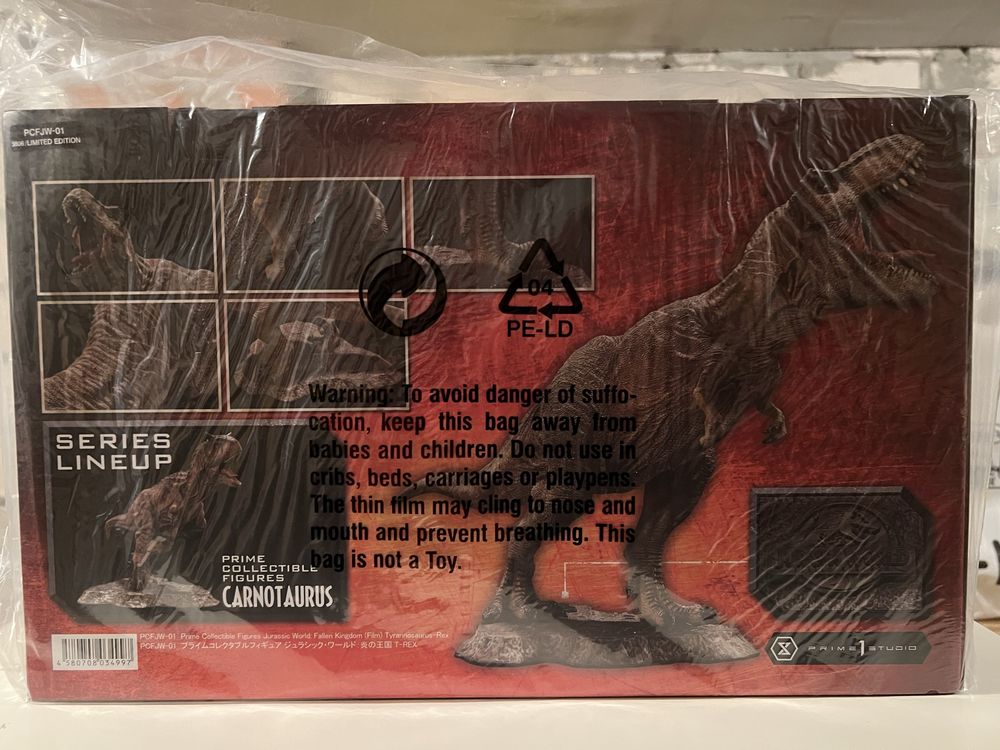 PCFJW-01
/LIMITED EDITION
04
PE-LD
Warning: To avoid danger of suffo-
cation, keep this bag away from
babies and children. Do not use in
cribs, beds, carriages or playpens.
The thin film may cling to nose and
mouth and prevent breathing. This
bag is not a Toy.
SERIES
LINEUP
PRIME
COLLECTIBLE
FIGURES
CARNOTAURUS
4580708034997
PCFJW-01 Prime Collectible Figures Jurassic World: Fallen Kingdom (Film) Tyrannosaurus-Rex
PCFJW-01 プライムコレクタブルフィギュア ジュラシック・ワールド 炎の王国 T-REX
PRIME 1 STUDIO